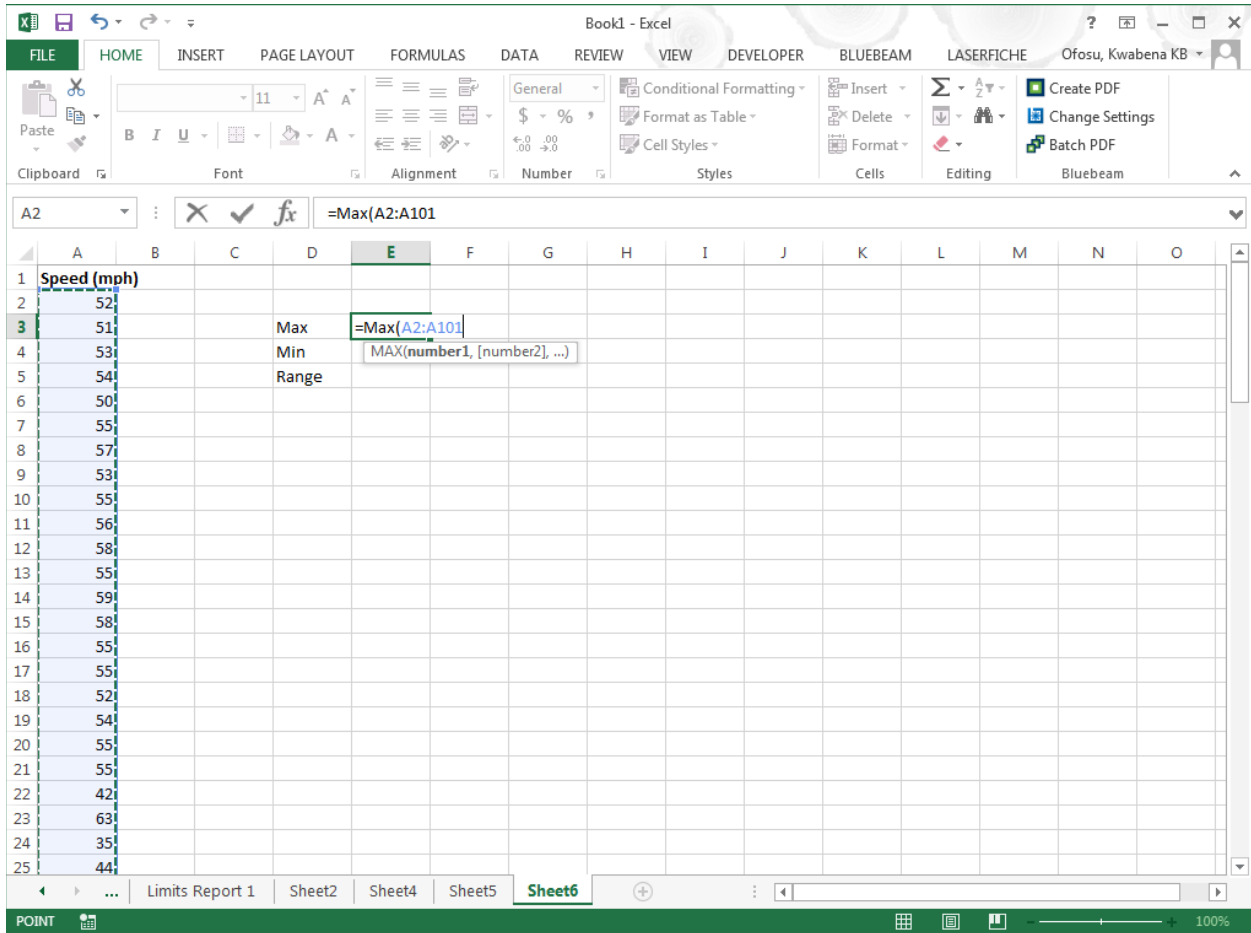 Book1 - Excel
?
FILE HOME INSERT PAGE LAYOUT FORMULAS DATA REVIEW VIEW DEVELOPER BLUEBEAM LASERFICHE Ofosu, Kwabena KB
Paste
11 A A
B I U A
General
$ % ,
Conditional Formatting
Format as Table
Cell Styles
Insert
Delete
Format
Create PDF
Change Settings
Batch PDF
Clipboard Font Alignment Number Styles Cells Editing Bluebeam
A2 fx =Max(A2:A101
A B C D E F G H I J K L M N O
1 Speed (mph)
2 52
3 51 Max =Max(A2:A101
4 53 Min MAX(number1, [number2], ...)
5 54 Range
6 50
7 55
8 57
9 53
10 55
11 56
12 58
13 55
14 59
15 58
16 55
17 55
18 52
19 54
20 55
21 55
22 42
23 63
24 35
25 44
... Limits Report 1 Sheet2 Sheet4 Sheet5 Sheet6
POINT 100%